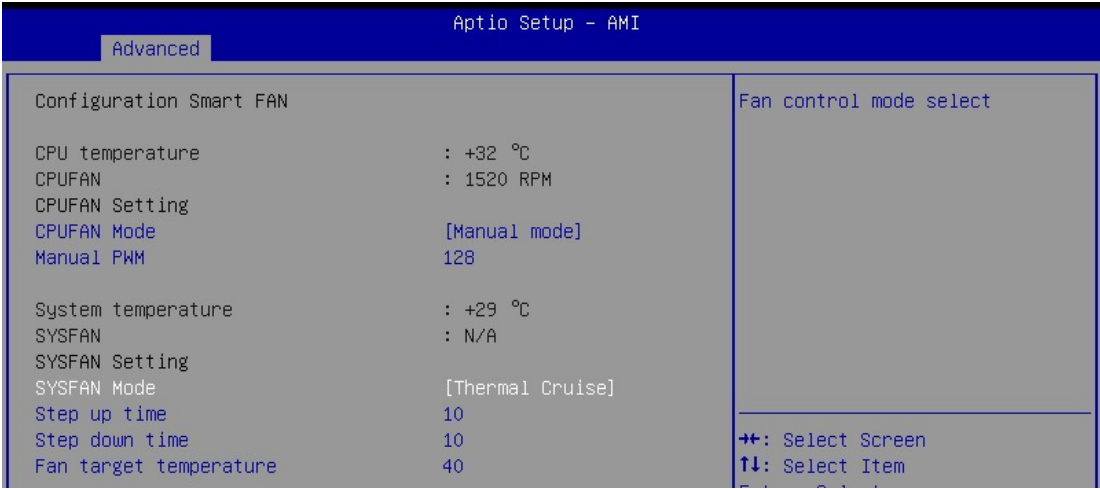 Aptio Setup – AMI
Advanced
Configuration Smart FAN
Fan control mode select
CPU temperature : +32 °C
CPUFAN : 1520 RPM
CPUFAN Setting
CPUFAN Mode [Manual mode]
Manual PWM 128
System temperature : +29 °C
SYSFAN : N/A
SYSFAN Setting
SYSFAN Mode [Thermal Cruise]
Step up time 10
Step down time 10
Fan target temperature 40
→←: Select Screen
↑↓: Select Item